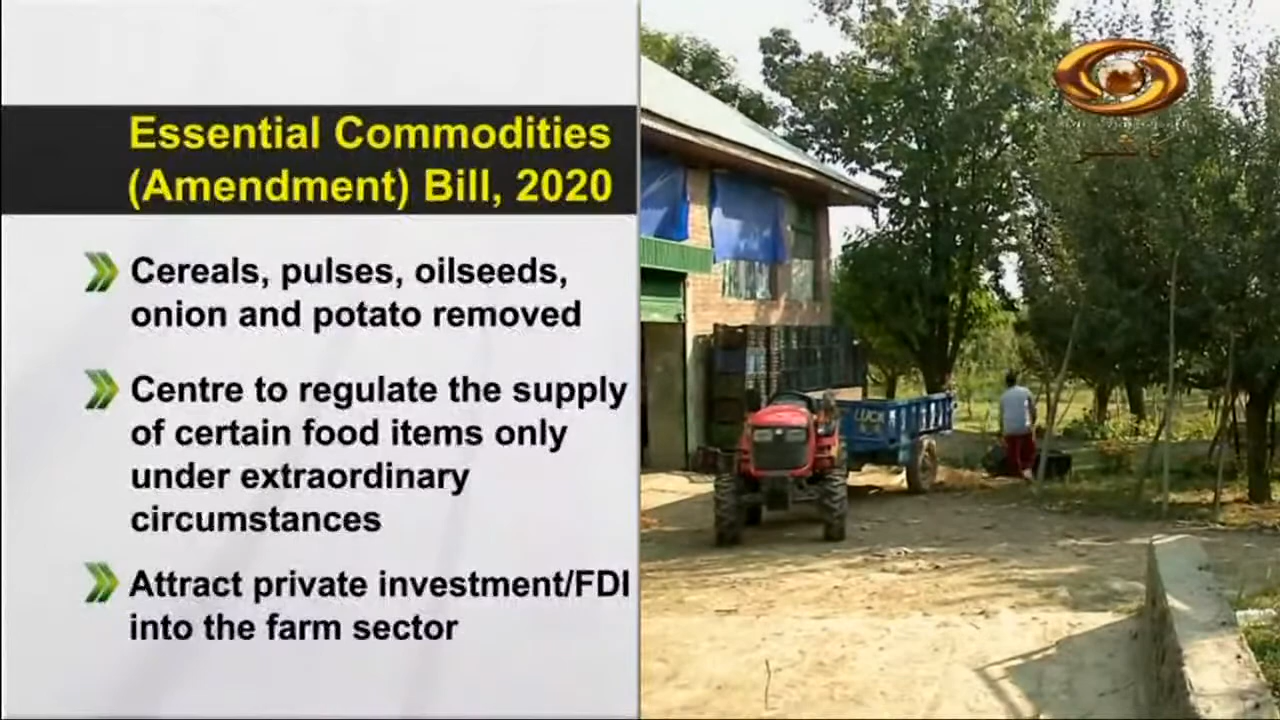 Essential Commodities
(Amendment) Bill, 2020
Cereals, pulses, oilseeds,
onion and potato removed
Centre to regulate the supply
of certain food items only
under extraordinary
circumstances
Attract private investment/FDI
into the farm sector
LUCK